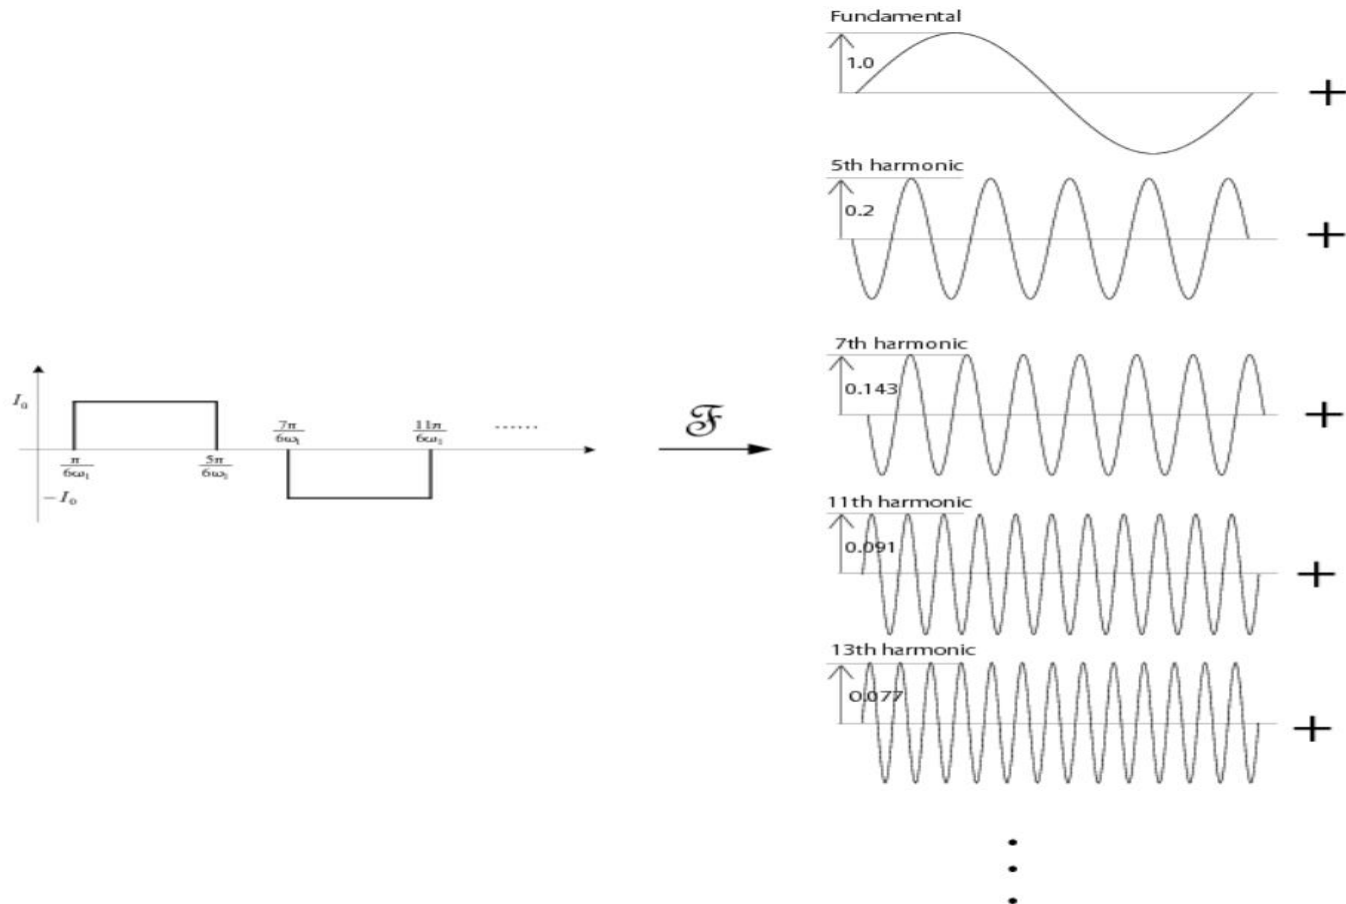 Fundamental
1.0
+
5th harmonic
0.2
+
7th harmonic
0.143
+
11th harmonic
0.091
+
13th harmonic
0.077
+
I₀
π/6ω₁
5π/6ω₁
7π/6ω₁
11π/6ω₁
......
−I₀
ℱ